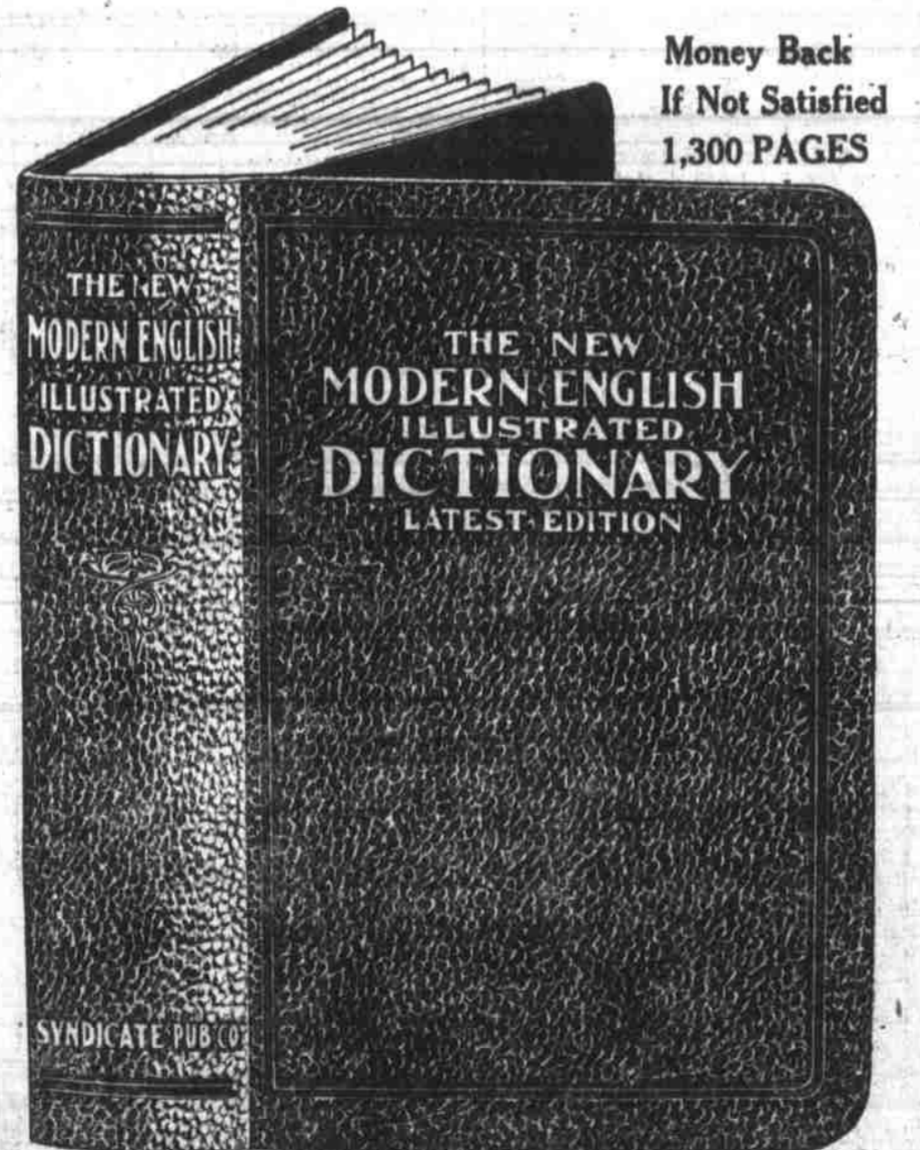 Money Back
If Not Satisfied
1,300 PAGES
THE NEW
MODERN ENGLISH
ILLUSTRATED
DICTIONARY
SYNDICATE PUB CO
THE NEW
MODERN ENGLISH
ILLUSTRATED
DICTIONARY
LATEST EDITION